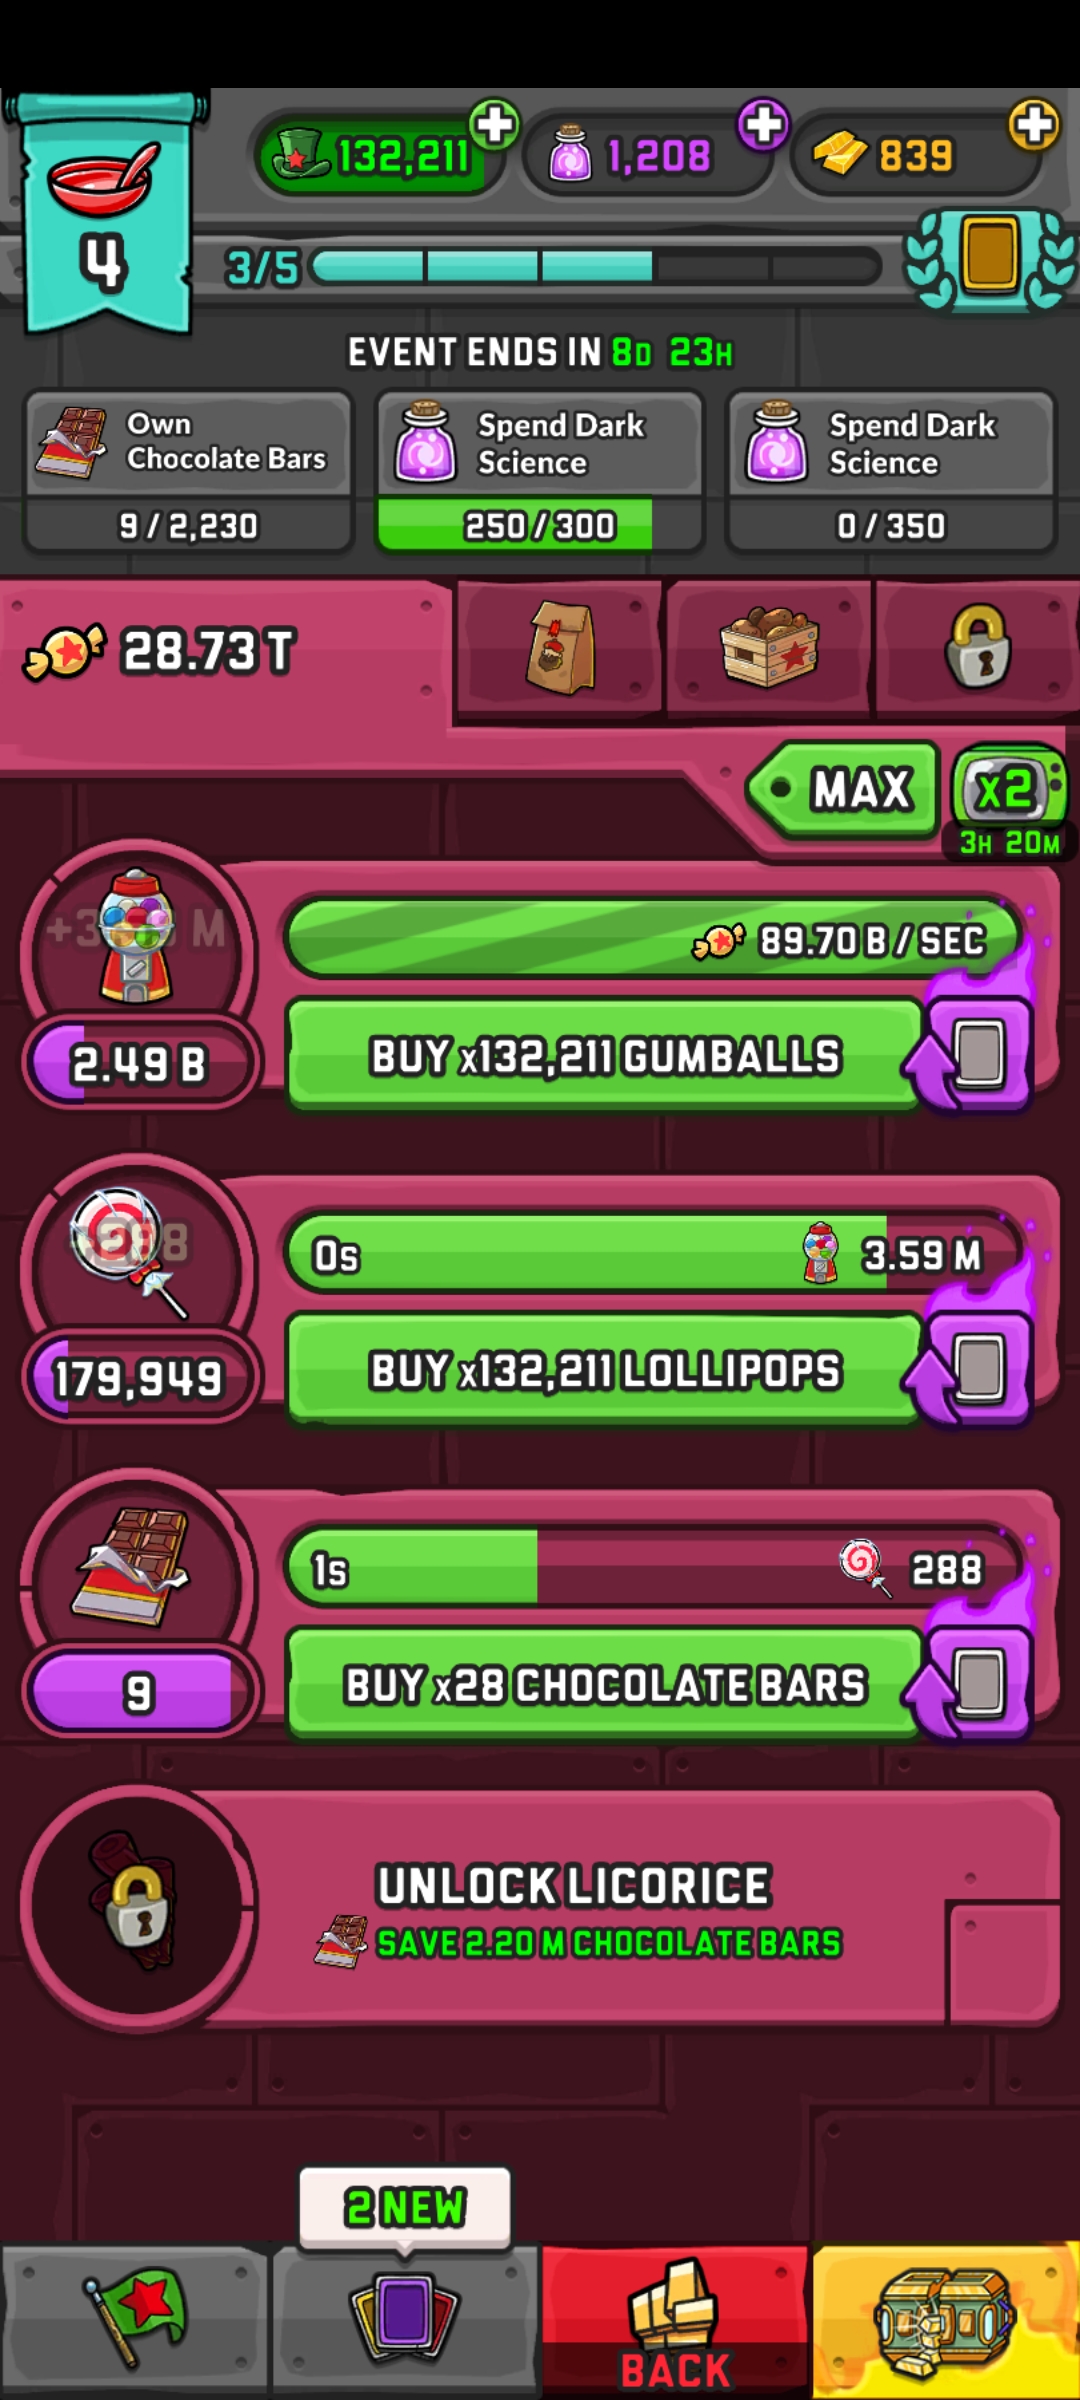 132,211
1,208
839
4
3/5
EVENT ENDS IN 8D 23H
Own
Chocolate Bars
9 / 2,230
Spend Dark
Science
250 / 300
Spend Dark
Science
0 / 350
28.73 T
MAX
x2
3H 20M
89.70 B / SEC
2.49 B
BUY x132,211 GUMBALLS
+288
0s
3.59 M
179,949
BUY x132,211 LOLLIPOPS
1s
288
9
BUY x28 CHOCOLATE BARS
UNLOCK LICORICE
SAVE 2.20 M CHOCOLATE BARS
2 NEW
BACK